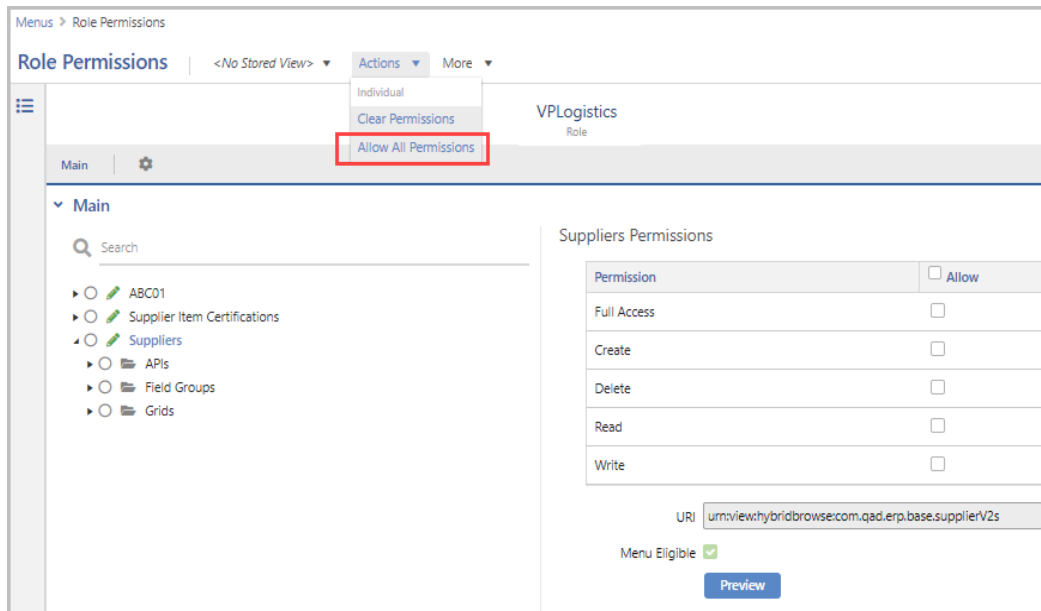 Menus > Role Permissions
Role Permissions <No Stored View> Actions More
Individual
Clear Permissions
Allow All Permissions
VPLogistics
Role
Main
Main
Search
ABC01
Supplier Item Certifications
Suppliers
APIs
Field Groups
Grids
Suppliers Permissions
Permission Allow
Full Access
Create
Delete
Read
Write
URI urn:view:hybridbrowse:com.qad.erp.base.supplierV2s
Menu Eligible
Preview